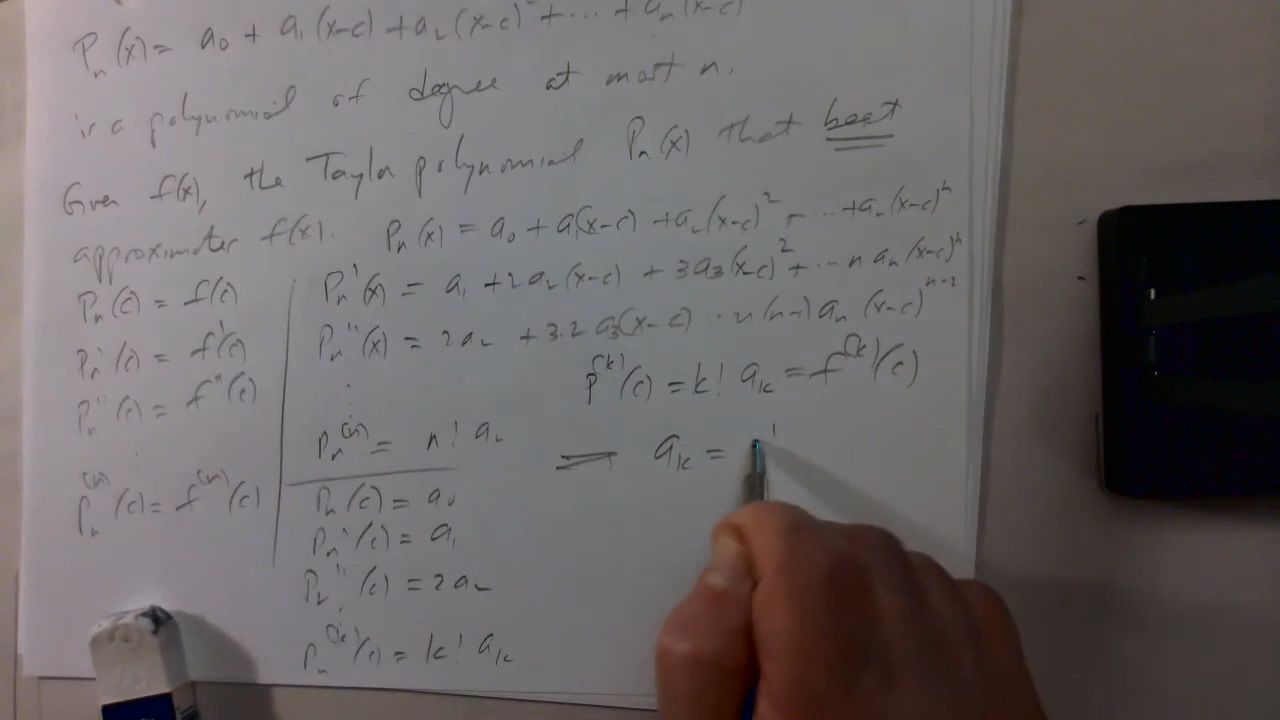 Pₙ(x) = a₀ + a₁(x-c) + a₂(x-c)² + ... + aₙ(x-c)
is a polynomial of degree at most n.
Given f(x), the Taylor polynomial Pₙ(x) that best
approximates f(x). Pₙ(x) = a₀ + a₁(x-c) + a₂(x-c)² + ... + aₙ(x-c)ⁿ
Pₙ(c) = f(c)
Pₙ'(c) = f'(c)
Pₙ''(c) = f''(c)
Pₙ⁽ⁿ⁾(c) = f⁽ⁿ⁾(c)
Pₙ'(x) = a₁ + 2a₂(x-c) + 3a₃(x-c)² + ... n aₙ(x-c)ⁿ
Pₙ''(x) = 2a₂ + 3.2 a₃(x-c) ... n(n-1) aₙ(x-c)ⁿ⁻²
Pₙ⁽ⁿ⁾ = n! aₙ
Pₙ(c) = a₀
Pₙ'(c) = a₁
Pₙ''(c) = 2a₂
Pₙ⁽ᵏ⁾(c) = k! aₖ
P⁽ᵏ⁾(c) = k! aₖ = f⁽ᵏ⁾(c)
aₖ =